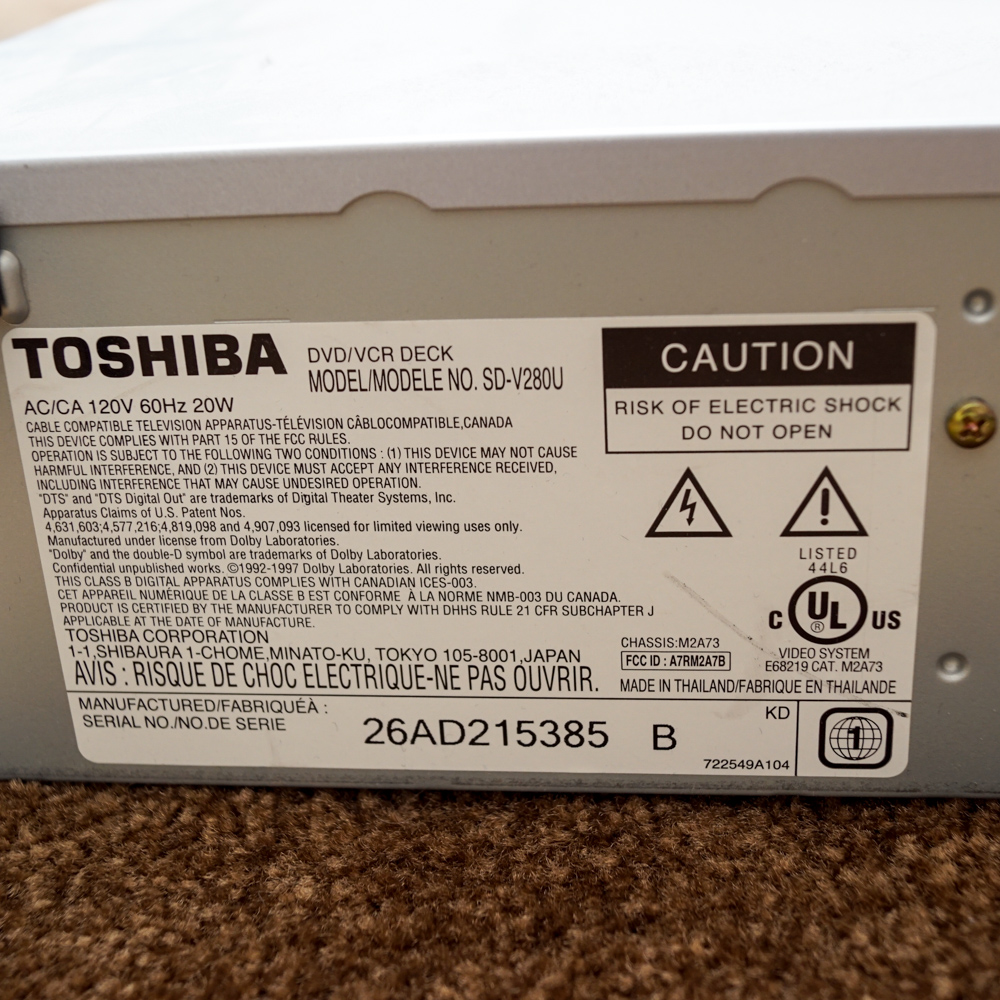 TOSHIBA
DVD/VCR DECK
MODEL/MODELE NO. SD-V280U
AC/CA 120V 60Hz 20W
CABLE COMPATIBLE TELEVISION APPARATUS-TÉLÉVISION CÂBLOCOMPATIBLE,CANADA
THIS DEVICE COMPLIES WITH PART 15 OF THE FCC RULES.
OPERATION IS SUBJECT TO THE FOLLOWING TWO CONDITIONS : (1) THIS DEVICE MAY NOT CAUSE
HARMFUL INTERFERENCE, AND (2) THIS DEVICE MUST ACCEPT ANY INTERFERENCE RECEIVED,
INCLUDING INTERFERENCE THAT MAY CAUSE UNDESIRED OPERATION.
"DTS" and "DTS Digital Out" are trademarks of Digital Theater Systems, Inc.
Apparatus Claims of U.S. Patent Nos.
4,631,603;4,577,216;4,819,098 and 4,907,093 licensed for limited viewing uses only.
Manufactured under license from Dolby Laboratories.
"Dolby" and the double-D symbol are trademarks of Dolby Laboratories.
Confidential unpublished works. ©1992-1997 Dolby Laboratories. All rights reserved.
THIS CLASS B DIGITAL APPARATUS COMPLIES WITH CANADIAN ICES-003.
CET APPAREIL NUMÉRIQUE DE LA CLASSE B EST CONFORME À LA NORME NMB-003 DU CANADA.
PRODUCT IS CERTIFIED BY THE MANUFACTURER TO COMPLY WITH DHHS RULE 21 CFR SUBCHAPTER J
APPLICABLE AT THE DATE OF MANUFACTURE.
TOSHIBA CORPORATION
1-1,SHIBAURA 1-CHOME,MINATO-KU, TOKYO 105-8001,JAPAN
AVIS : RISQUE DE CHOC ELECTRIQUE-NE PAS OUVRIR.
CAUTION
RISK OF ELECTRIC SHOCK
DO NOT OPEN
LISTED
44L6
C UL ® US
VIDEO SYSTEM
E68219 CAT. M2A73
CHASSIS:M2A73
FCC ID : A7RM2A7B
MADE IN THAILAND/FABRIQUE EN THAILANDE
MANUFACTURED/FABRIQUÉÀ :
SERIAL NO./NO.DE SERIE
26AD215385 B
KD
722549A104
1